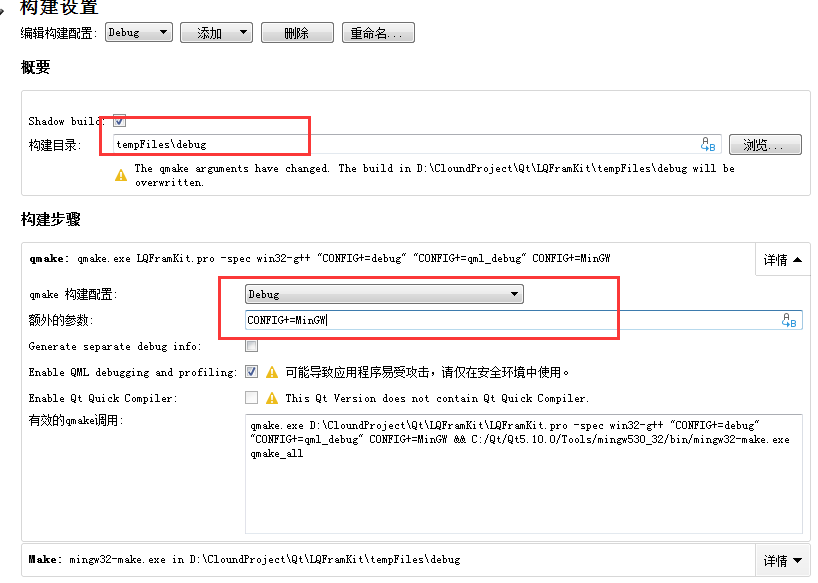 构建设置
编辑构建配置: Debug 添加 删除 重命名...
概要
Shadow build:
构建目录: tempFiles\debug 浏览...
The qmake arguments have changed. The build in D:\CloundProject\Qt\LQFramKit\tempFiles\debug will be
overwritten.
构建步骤
qmake: qmake.exe LQFramKit.pro -spec win32-g++ "CONFIG+=debug" "CONFIG+=qml_debug" CONFIG+=MinGW 详情
qmake 构建配置: Debug
额外的参数: CONFIG+=MinGW
Generate separate debug info:
Enable QML debugging and profiling: 可能导致应用程序易受攻击，请仅在安全环境中使用。
Enable Qt Quick Compiler: This Qt Version does not contain Qt Quick Compiler.
有效的qmake调用: qmake.exe D:\CloundProject\Qt\LQFramKit\LQFramKit.pro -spec win32-g++ "CONFIG+=debug"
"CONFIG+=qml_debug" CONFIG+=MinGW && C:/Qt/Qt5.10.0/Tools/mingw530_32/bin/mingw32-make.exe
qmake_all
Make: mingw32-make.exe in D:\CloundProject\Qt\LQFramKit\tempFiles\debug 详情